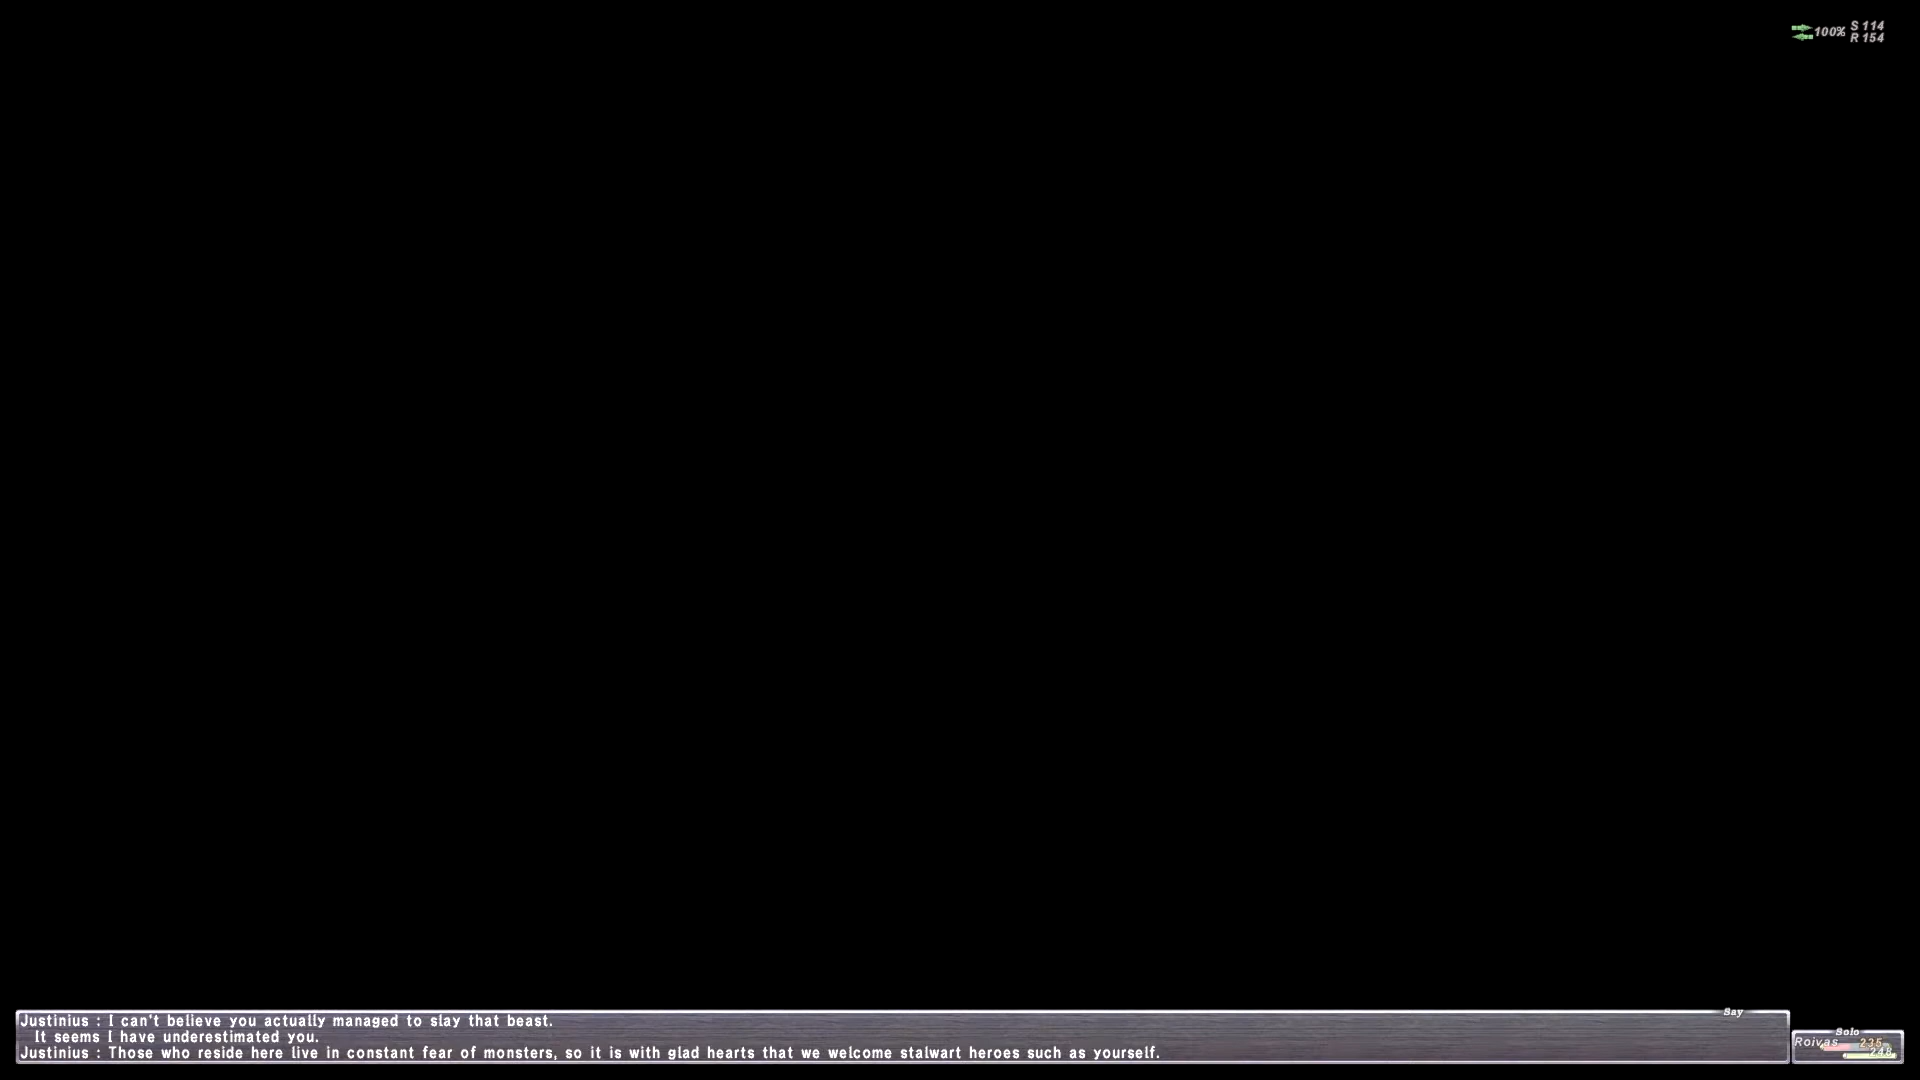 100% S 114
R 154
Say
Justinius : I can't believe you actually managed to slay that beast.
It seems I have underestimated you.
Justinius : Those who reside here live in constant fear of monsters, so it is with glad hearts that we welcome stalwart heroes such as yourself.
Solo
Roivas 235
248